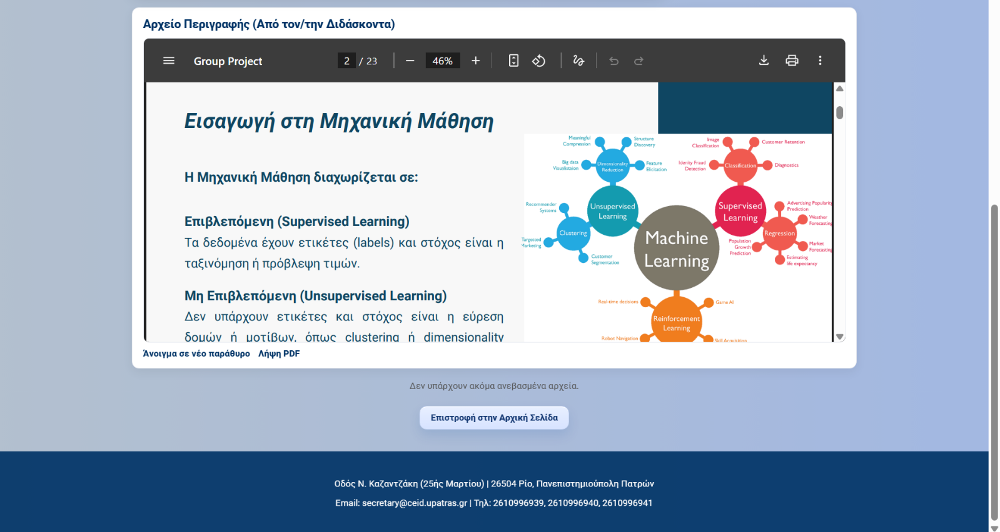 Αρχείο Περιγραφής (Από τον/την Διδάσκοντα)
Group Project
2 / 23
46%
Εισαγωγή στη Μηχανική Μάθηση
Η Μηχανική Μάθηση διαχωρίζεται σε:
Επιβλεπόμενη (Supervised Learning)
Τα δεδομένα έχουν ετικέτες (labels) και στόχος είναι η
ταξινόμηση ή πρόβλεψη τιμών.
Μη Επιβλεπόμενη (Unsupervised Learning)
Δεν υπάρχουν ετικέτες και στόχος είναι η εύρεση
δομών ή μοτίβων, όπως clustering ή dimensionality
Meaningful
Compression
Structure
Discovery
Big data
Visualistaion
Dimensionality
Reduction
Feature
Elicitation
Recommender
Systems
Unsupervised
Learning
Clustering
Targetted
Marketing
Customer
Segmentation
Machine
Learning
Image
Classification
Customer Retention
Idenity Fraud
Detection
Classification
Diagnostics
Supervised
Learning
Advertising Popularity
Prediction
Weather
Forecasting
Regression
Population
Growth
Prediction
Market
Forecasting
Estimating
life expectancy
Real-time decisions
Game AI
Reinforcement
Learning
Robot Navigation
Skill Acquisition
Άνοιγμα σε νέο παράθυρο Λήψη PDF
Δεν υπάρχουν ακόμα ανεβασμένα αρχεία.
Επιστροφή στην Αρχική Σελίδα
Οδός Ν. Καζαντζάκη (25ής Μαρτίου) | 26504 Ρίο, Πανεπιστημιούπολη Πατρών
Email: secretary@ceid.upatras.gr | Τηλ: 2610996939, 2610996940, 2610996941